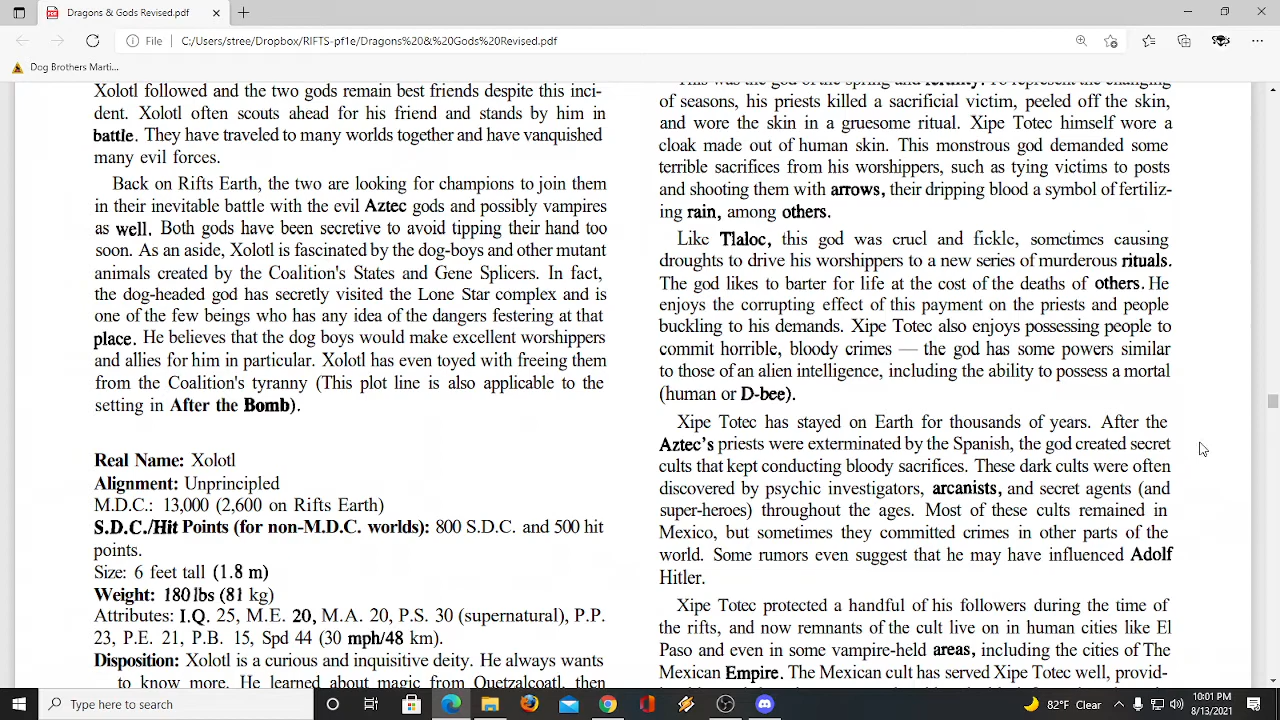 Dragons & Gods Revised.pdf
File
C:/Users/stree/Dropbox/RIFTS-pf1e/Dragons%20&%20Gods%20Revised.pdf
Dog Brothers Marti...
Xolotl followed and the two gods remain best friends despite this inci-
dent. Xolotl often scouts ahead for his friend and stands by him in
battle. They have traveled to many worlds together and have vanquished
many evil forces.
Back on Rifts Earth, the two are looking for champions to join them
in their inevitable battle with the evil Aztec gods and possibly vampires
as well. Both gods have been secretive to avoid tipping their hand too
soon. As an aside, Xolotl is fascinated by the dog-boys and other mutant
animals created by the Coalition's States and Gene Splicers. In fact,
the dog-headed god has secretly visited the Lone Star complex and is
one of the few beings who has any idea of the dangers festering at that
place. He believes that the dog boys would make excellent worshippers
and allies for him in particular. Xolotl has even toyed with freeing them
from the Coalition's tyranny (This plot line is also applicable to the
setting in After the Bomb).
Real Name: Xolotl
Alignment: Unprincipled
M.D.C.: 13,000 (2,600 on Rifts Earth)
S.D.C./Hit Points (for non-M.D.C. worlds): 800 S.D.C. and 500 hit
points.
Size: 6 feet tall (1.8 m)
Weight: 180 lbs (81 kg)
Attributes: I.Q. 25, M.E. 20, M.A. 20, P.S. 30 (supernatural), P.P.
23, P.E. 21, P.B. 15, Spd 44 (30 mph/48 km).
Disposition: Xolotl is a curious and inquisitive deity. He always wants
to know more. He learned about magic from Quetzalcoatl, then
This was the god of the spring and fertility. To represent the changing
of seasons, his priests killed a sacrificial victim, peeled off the skin,
and wore the skin in a gruesome ritual. Xipe Totec himself wore a
cloak made out of human skin. This monstrous god demanded some
terrible sacrifices from his worshippers, such as tying victims to posts
and shooting them with arrows, their dripping blood a symbol of fertiliz-
ing rain, among others.
Like Tlaloc, this god was cruel and fickle, sometimes causing
droughts to drive his worshippers to a new series of murderous rituals.
The god likes to barter for life at the cost of the deaths of others. He
enjoys the corrupting effect of this payment on the priests and people
buckling to his demands. Xipe Totec also enjoys possessing people to
commit horrible, bloody crimes — the god has some powers similar
to those of an alien intelligence, including the ability to possess a mortal
(human or D-bee).
Xipe Totec has stayed on Earth for thousands of years. After the
Aztec's priests were exterminated by the Spanish, the god created secret
cults that kept conducting bloody sacrifices. These dark cults were often
discovered by psychic investigators, arcanists, and secret agents (and
super-heroes) throughout the ages. Most of these cults remained in
Mexico, but sometimes they committed crimes in other parts of the
world. Some rumors even suggest that he may have influenced Adolf
Hitler.
Xipe Totec protected a handful of his followers during the time of
the rifts, and now remnants of the cult live on in human cities like El
Paso and even in some vampire-held areas, including the cities of The
Mexican Empire. The Mexican cult has served Xipe Totec well, provid-
Type here to search
82°F Clear
10:01 PM
8/13/2021